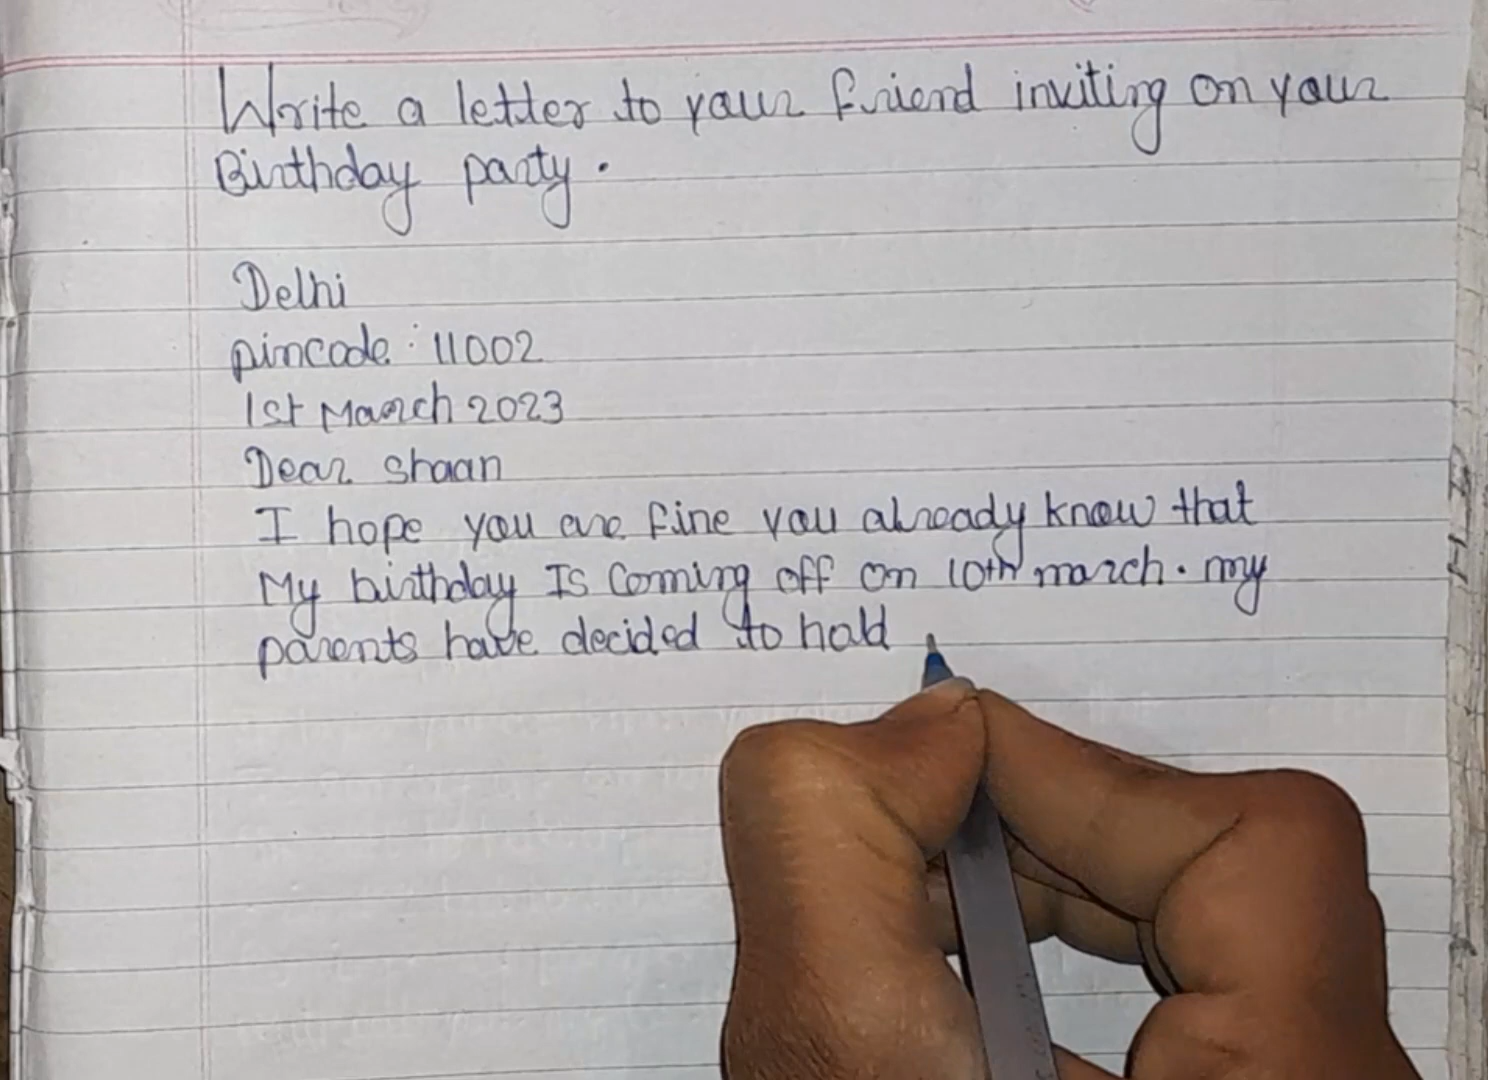 Write a letter to your friend inviting on your
Birthday party.
Delhi
pincode : 11002
1st March 2023
Dear shaan
I hope you are fine you already know that
My birthday Is Coming off on 10th march. my
parents have decided to hold